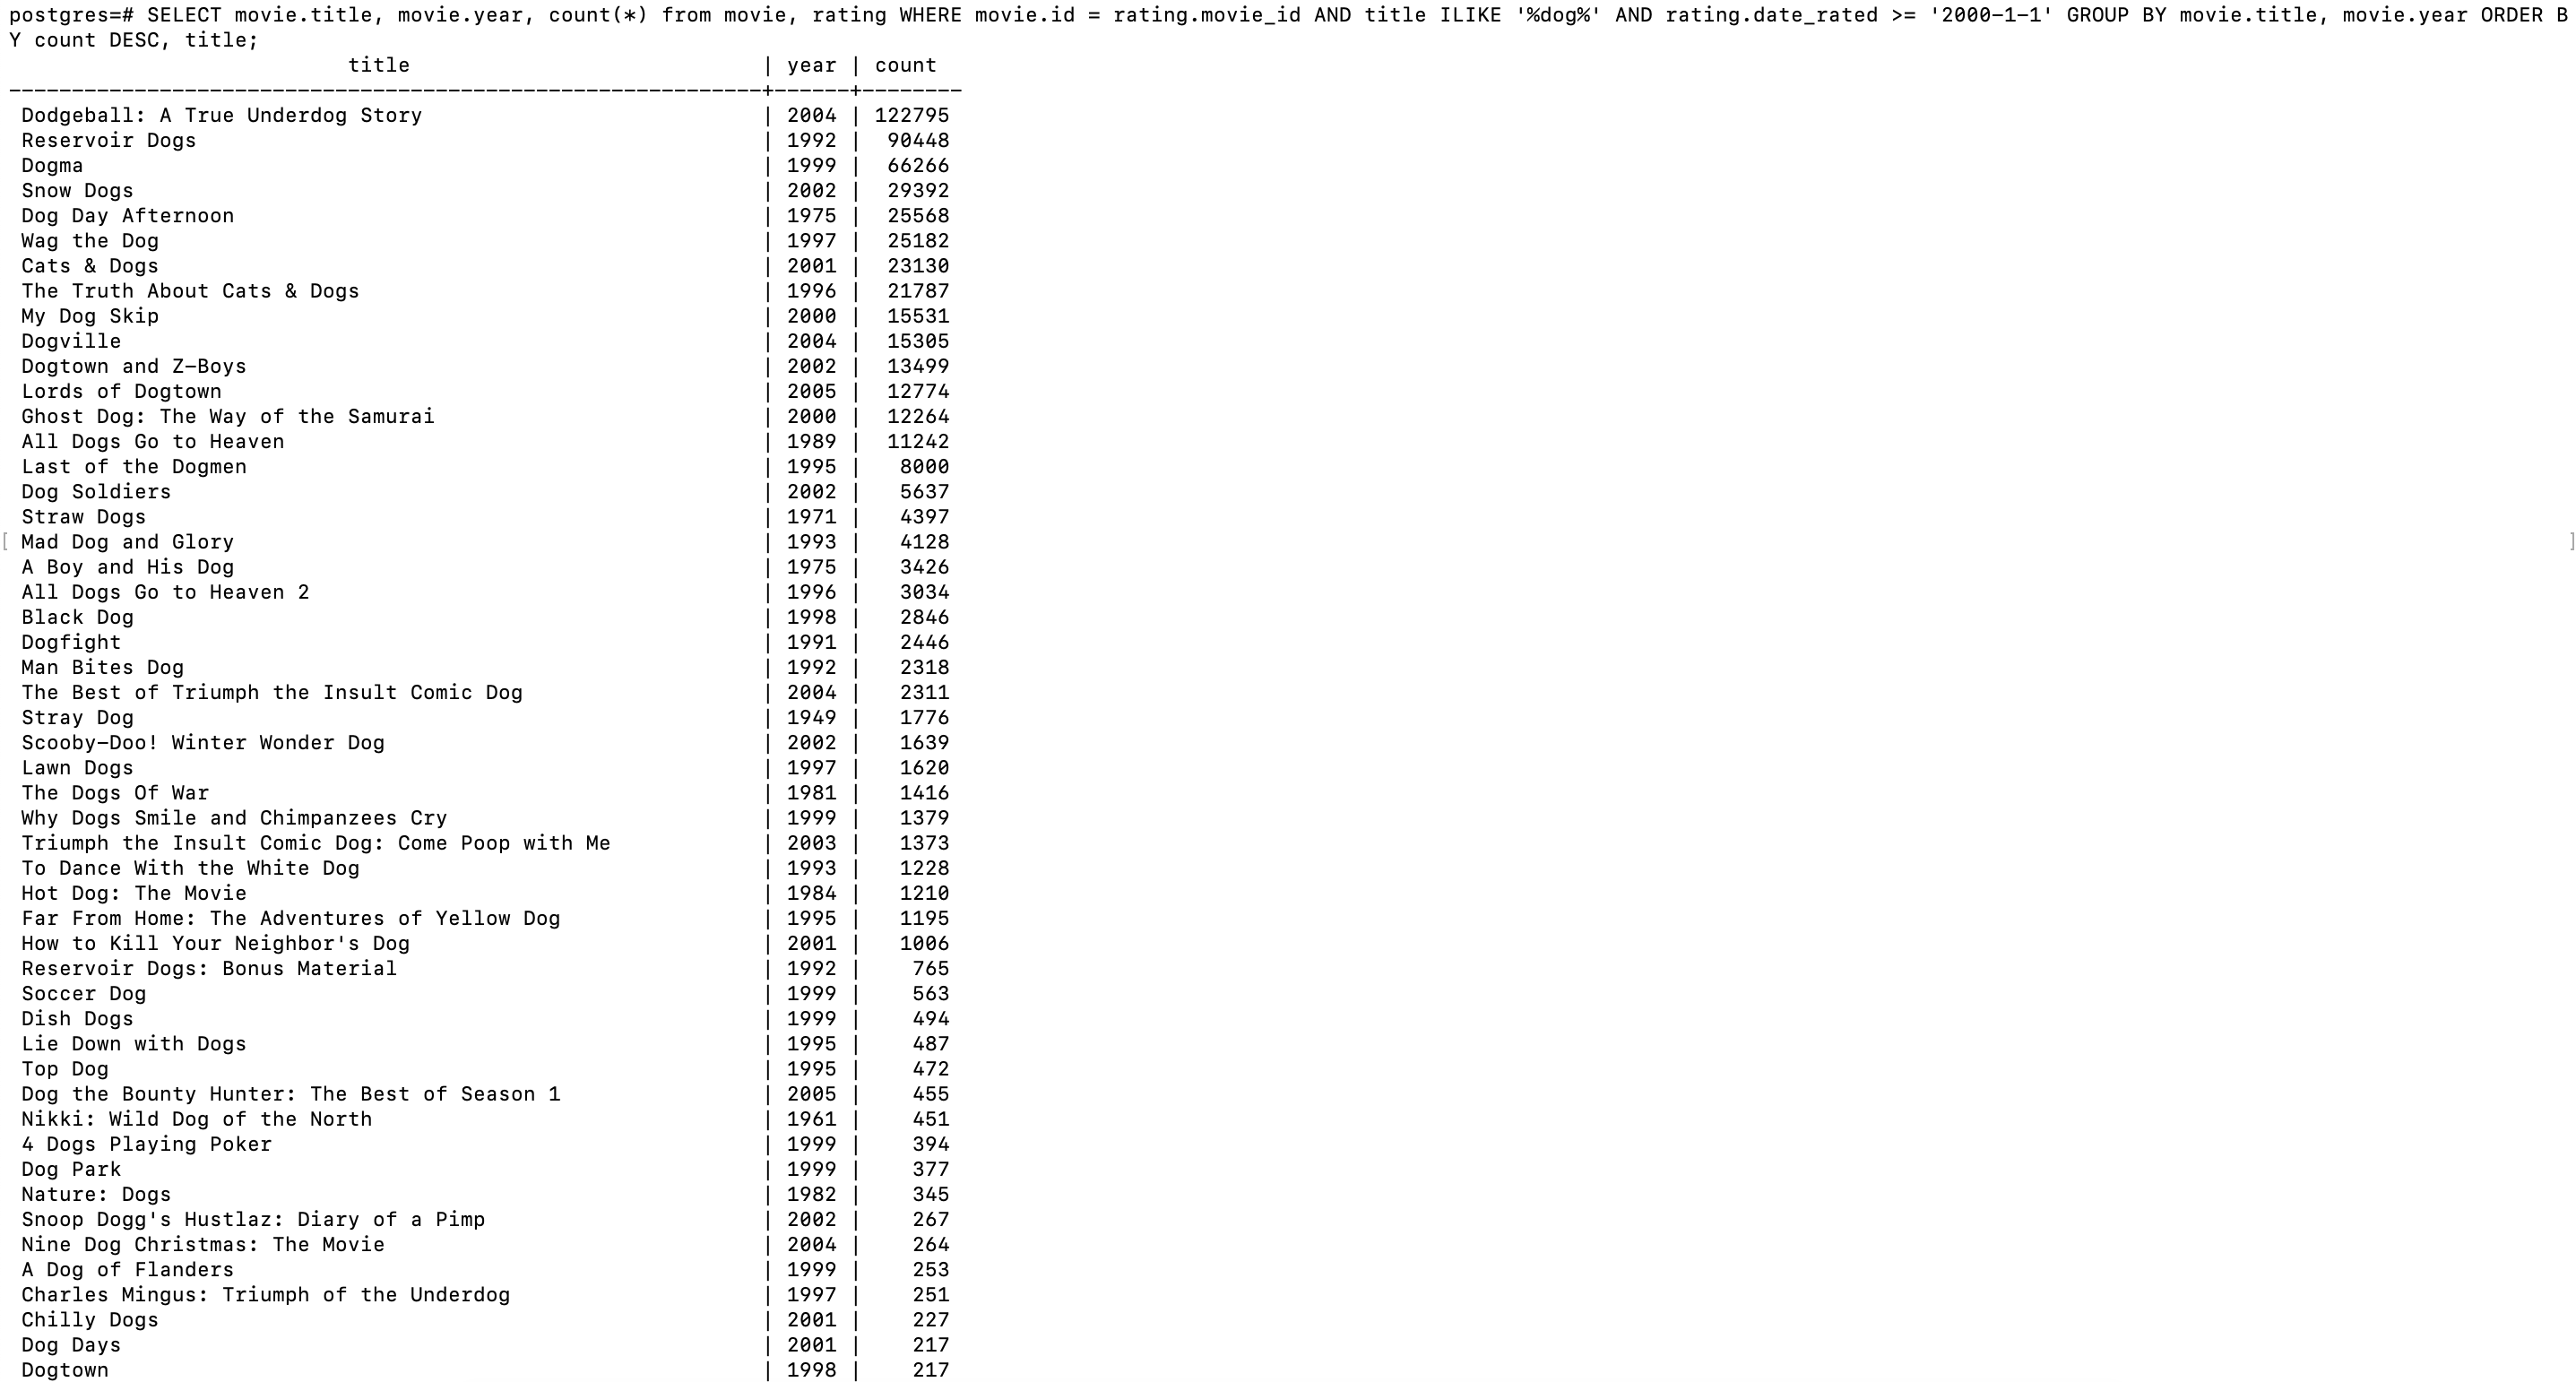 postgres=# SELECT movie.title, movie.year, count(*) from movie, rating WHERE movie.id = rating.movie_id AND title ILIKE '%dog%' AND rating.date_rated >= '2000-1-1' GROUP BY movie.title, movie.year ORDER B
Y count DESC, title;
title | year | count
------------------------------------------------------------+------+--------
Dodgeball: A True Underdog Story | 2004 | 122795
Reservoir Dogs | 1992 | 90448
Dogma | 1999 | 66266
Snow Dogs | 2002 | 29392
Dog Day Afternoon | 1975 | 25568
Wag the Dog | 1997 | 25182
Cats & Dogs | 2001 | 23130
The Truth About Cats & Dogs | 1996 | 21787
My Dog Skip | 2000 | 15531
Dogville | 2004 | 15305
Dogtown and Z-Boys | 2002 | 13499
Lords of Dogtown | 2005 | 12774
Ghost Dog: The Way of the Samurai | 2000 | 12264
All Dogs Go to Heaven | 1989 | 11242
Last of the Dogmen | 1995 | 8000
Dog Soldiers | 2002 | 5637
Straw Dogs | 1971 | 4397
[ Mad Dog and Glory | 1993 | 4128 ]
A Boy and His Dog | 1975 | 3426
All Dogs Go to Heaven 2 | 1996 | 3034
Black Dog | 1998 | 2846
Dogfight | 1991 | 2446
Man Bites Dog | 1992 | 2318
The Best of Triumph the Insult Comic Dog | 2004 | 2311
Stray Dog | 1949 | 1776
Scooby-Doo! Winter Wonder Dog | 2002 | 1639
Lawn Dogs | 1997 | 1620
The Dogs Of War | 1981 | 1416
Why Dogs Smile and Chimpanzees Cry | 1999 | 1379
Triumph the Insult Comic Dog: Come Poop with Me | 2003 | 1373
To Dance With the White Dog | 1993 | 1228
Hot Dog: The Movie | 1984 | 1210
Far From Home: The Adventures of Yellow Dog | 1995 | 1195
How to Kill Your Neighbor's Dog | 2001 | 1006
Reservoir Dogs: Bonus Material | 1992 | 765
Soccer Dog | 1999 | 563
Dish Dogs | 1999 | 494
Lie Down with Dogs | 1995 | 487
Top Dog | 1995 | 472
Dog the Bounty Hunter: The Best of Season 1 | 2005 | 455
Nikki: Wild Dog of the North | 1961 | 451
4 Dogs Playing Poker | 1999 | 394
Dog Park | 1999 | 377
Nature: Dogs | 1982 | 345
Snoop Dogg's Hustlaz: Diary of a Pimp | 2002 | 267
Nine Dog Christmas: The Movie | 2004 | 264
A Dog of Flanders | 1999 | 253
Charles Mingus: Triumph of the Underdog | 1997 | 251
Chilly Dogs | 2001 | 227
Dog Days | 2001 | 217
Dogtown | 1998 | 217